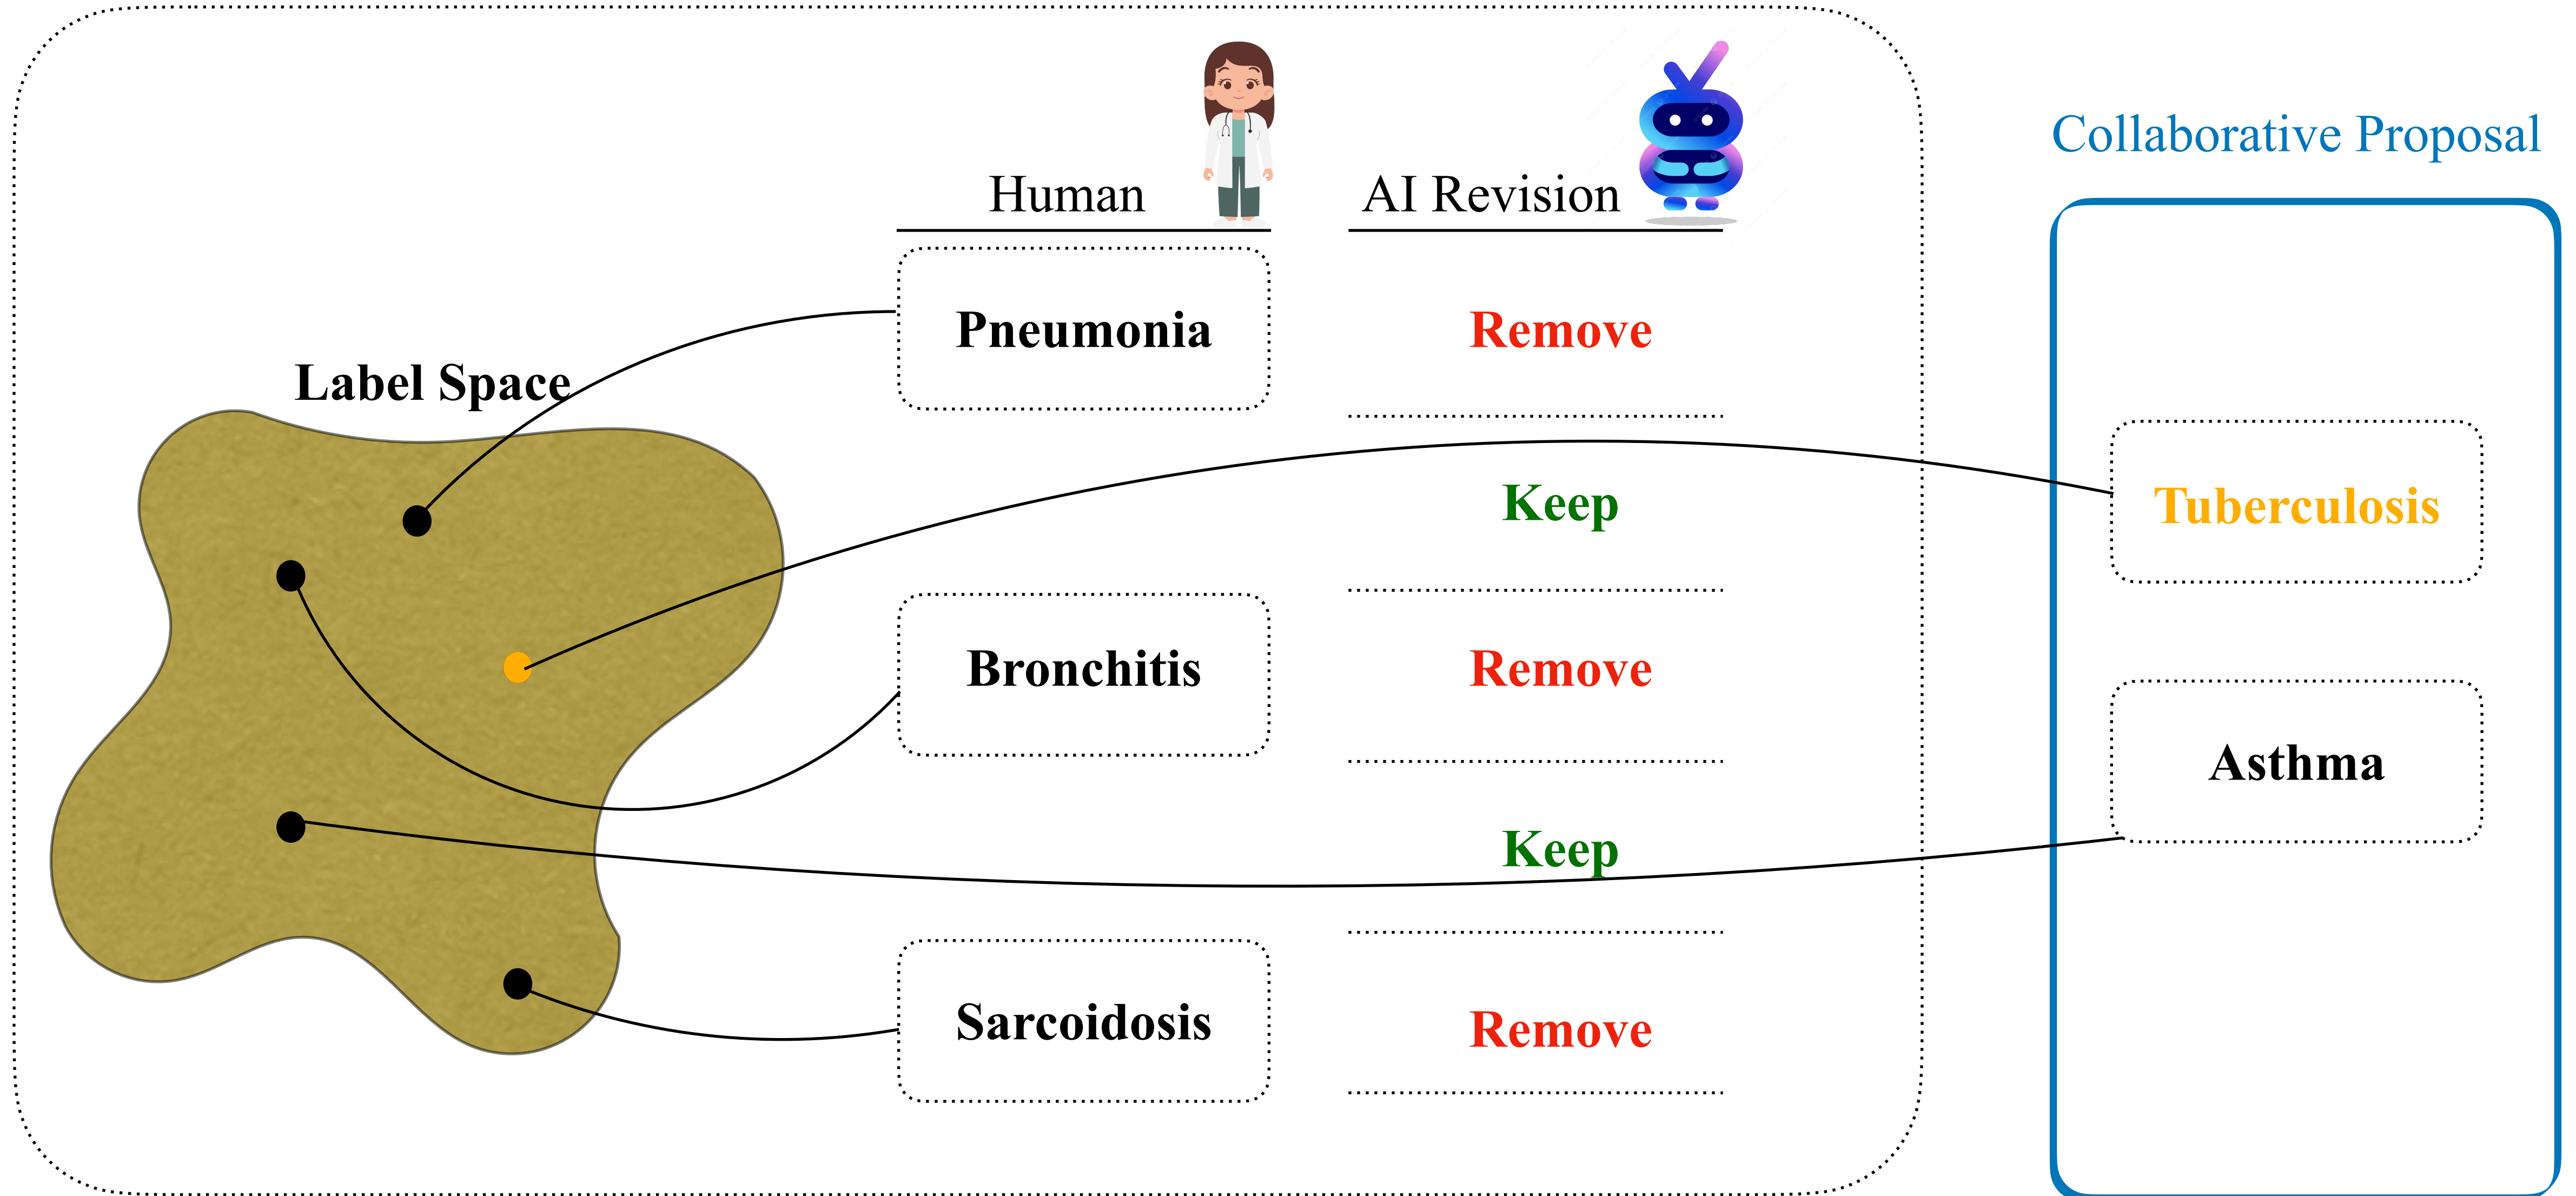 Collaborative Proposal
Human
AI Revision
Pneumonia
Remove
Label Space
Keep
Tuberculosis
Bronchitis
Remove
Asthma
Keep
Sarcoidosis
Remove